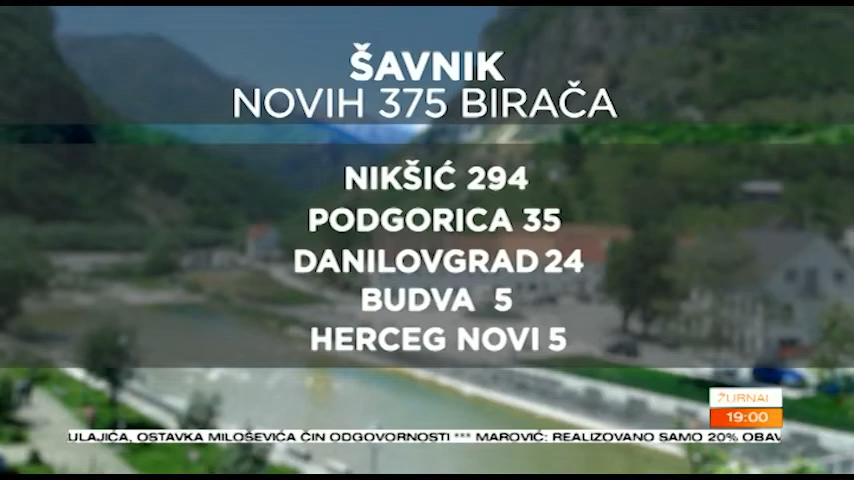 ŠAVNIK
NOVIH 375 BIRAČA
NIKŠIĆ 294
PODGORICA 35
DANILOVGRAD 24
BUDVA 5
HERCEG NOVI 5
ŽURNAL
19:00
ULAJIĆA, OSTAVKA MILOŠEVIĆA ČIN ODGOVORNOSTI *** MAROVIĆ: REALIZOVANO SAMO 20% OBAV